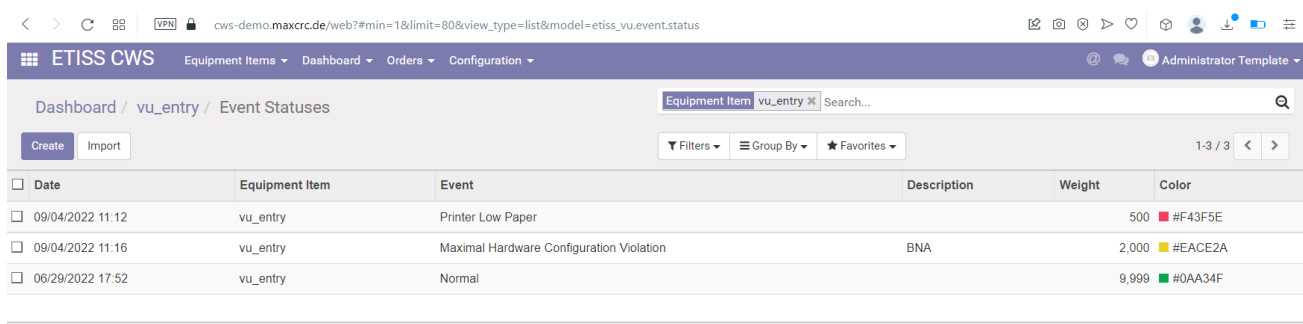 VPN cws-demo.maxcrc.de/web?#min=1&limit=80&view_type=list&model=etiss_vu.event.status
ETISS CWS Equipment Items Dashboard Orders Configuration @ Administrator Template
Dashboard / vu_entry / Event Statuses Equipment Item vu_entry Search...
Create Import Filters Group By Favorites 1-3 / 3
Date Equipment Item Event Description Weight Color
09/04/2022 11:12 vu_entry Printer Low Paper 500 #F43F5E
09/04/2022 11:16 vu_entry Maximal Hardware Configuration Violation BNA 2,000 #EACE2A
06/29/2022 17:52 vu_entry Normal 9,999 #0AA34F